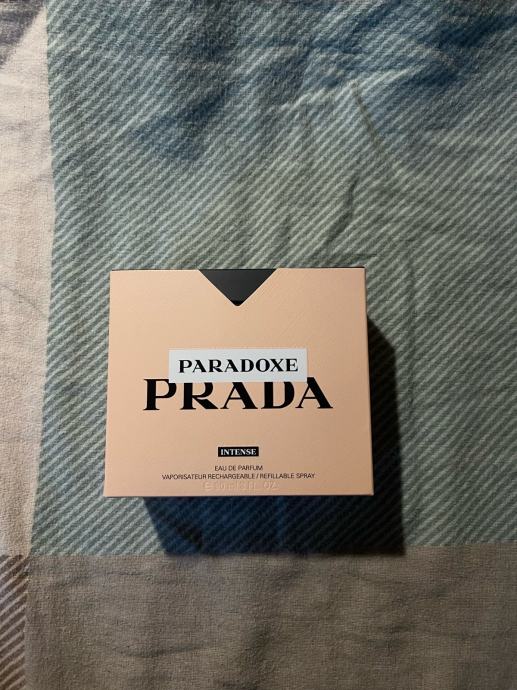 PARADOXE
PRADA
INTENSE
EAU DE PARFUM
VAPORISATEUR RECHARGEABLE / REFILLABLE SPRAY